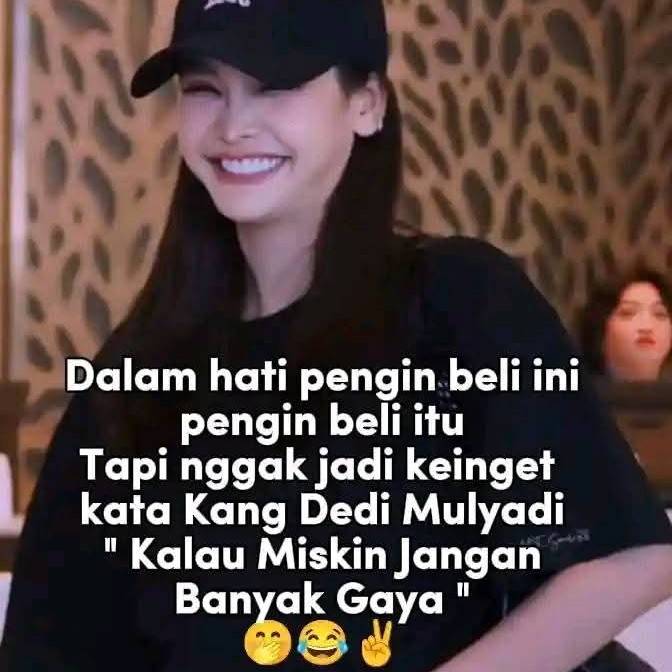 Dalam hati pengin beli ini
pengin beli itu
Tapi nggak jadi keinget
kata Kang Dedi Mulyadi
" Kalau Miskin Jangan
Banyak Gaya "
🤭😂✌️